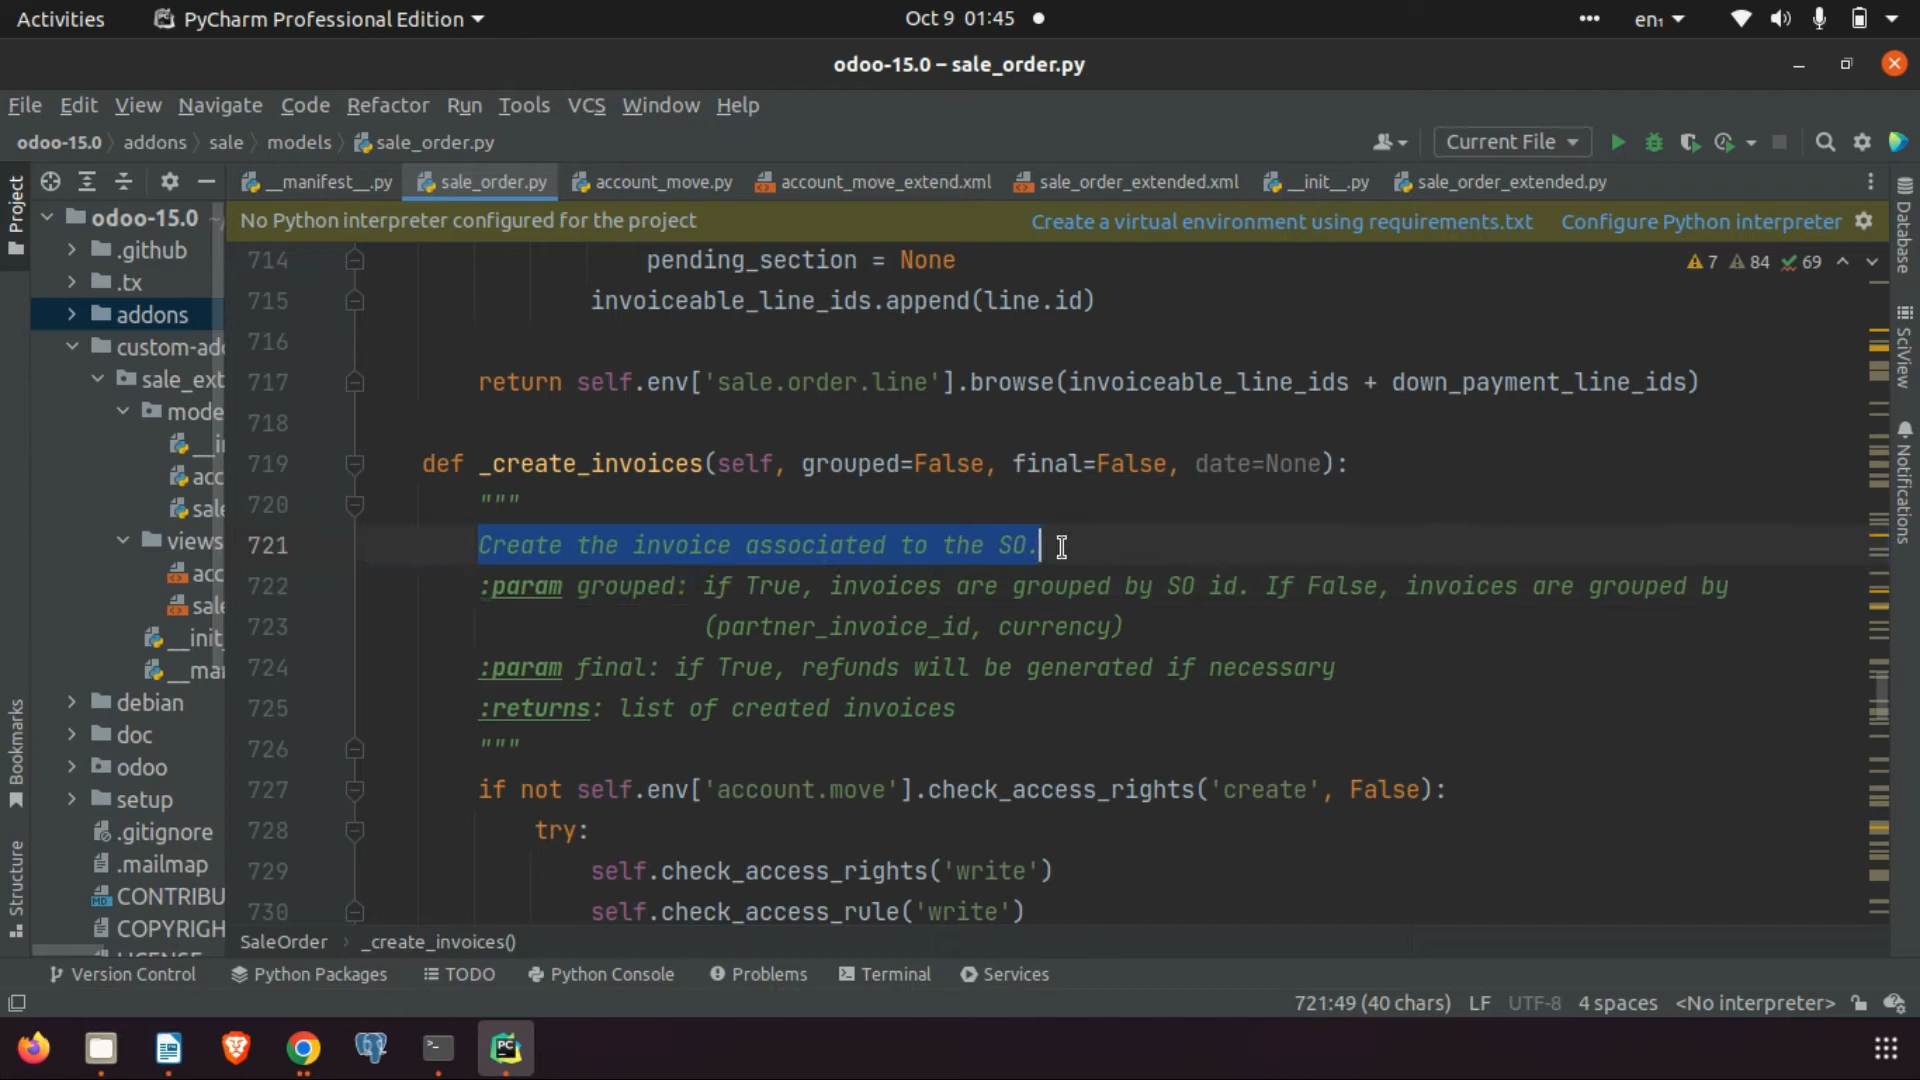 Activities
PyCharm Professional Edition
Oct 9 01:45
en₁
odoo-15.0 – sale_order.py
File Edit View Navigate Code Refactor Run Tools VCS Window Help
odoo-15.0 addons sale models sale_order.py
Current File
__manifest__.py sale_order.py account_move.py account_move_extend.xml sale_order_extended.xml __init__.py sale_order_extended.py
No Python interpreter configured for the project
Create a virtual environment using requirements.txt Configure Python interpreter
Project
Bookmarks
Structure
odoo-15.0 ~/
.github
.tx
addons
custom-add
sale_ext
mode
__i
acc
sale
views
acc
sale
__init_
__ma
debian
doc
odoo
setup
.gitignore
.mailmap
CONTRIBU
COPYRIGH
7 84 69
714 pending_section = None
715 invoiceable_line_ids.append(line.id)
716
717 return self.env['sale.order.line'].browse(invoiceable_line_ids + down_payment_line_ids)
718
719 def _create_invoices(self, grouped=False, final=False, date=None):
720 """
721 Create the invoice associated to the SO.
722 :param grouped: if True, invoices are grouped by SO id. If False, invoices are grouped by
723 (partner_invoice_id, currency)
724 :param final: if True, refunds will be generated if necessary
725 :returns: list of created invoices
726 """
727 if not self.env['account.move'].check_access_rights('create', False):
728 try:
729 self.check_access_rights('write')
730 self.check_access_rule('write')
Database
SciView
Notifications
SaleOrder _create_invoices()
Version Control Python Packages TODO Python Console Problems Terminal Services
721:49 (40 chars) LF UTF-8 4 spaces <No interpreter>